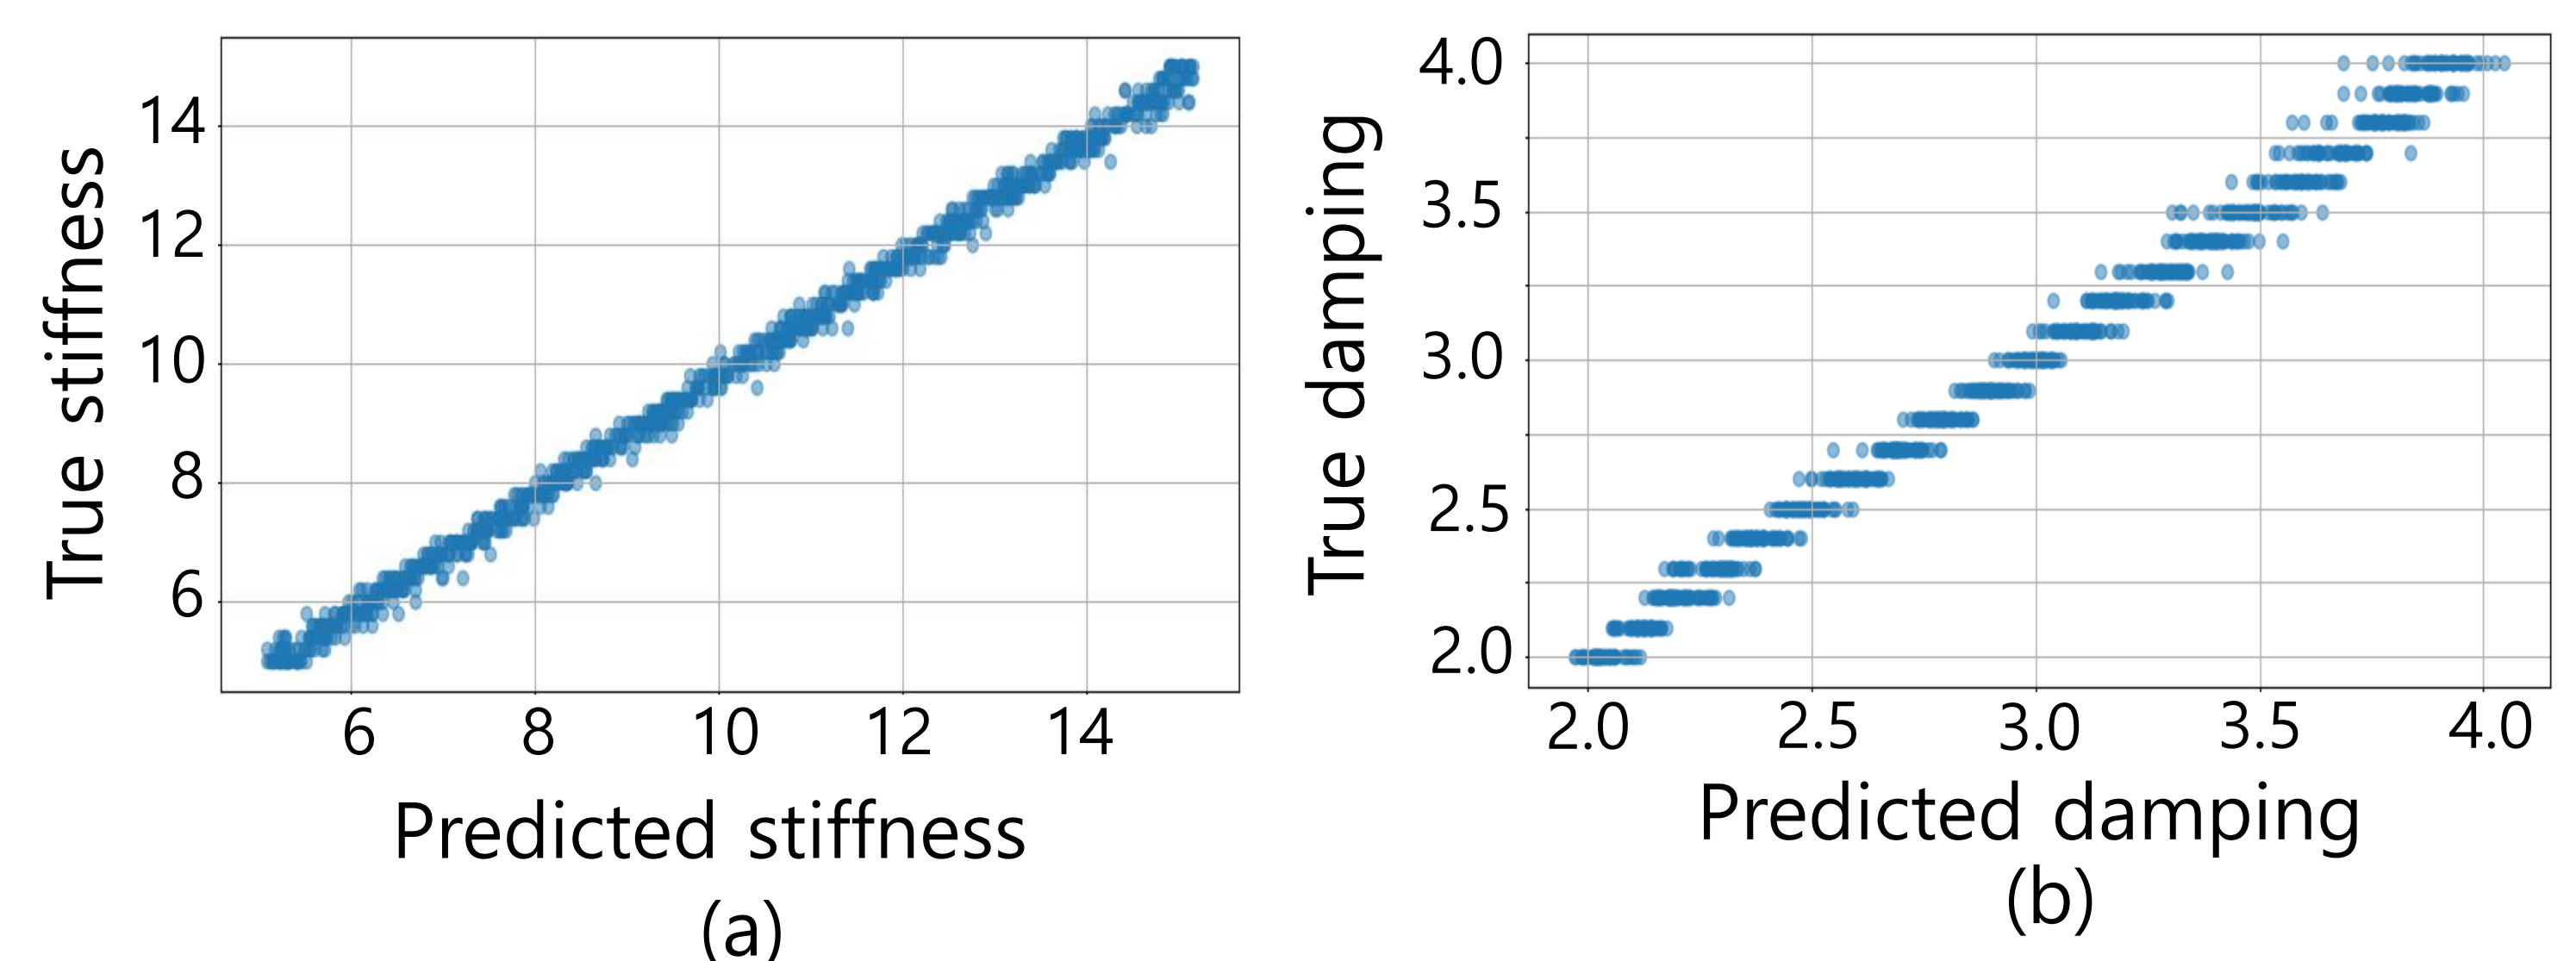 True stiffness
14
12
10
8
6
6 8 10 12 14
Predicted stiffness
(a)
True damping
4.0
3.5
3.0
2.5
2.0
2.0 2.5 3.0 3.5 4.0
Predicted damping
(b)